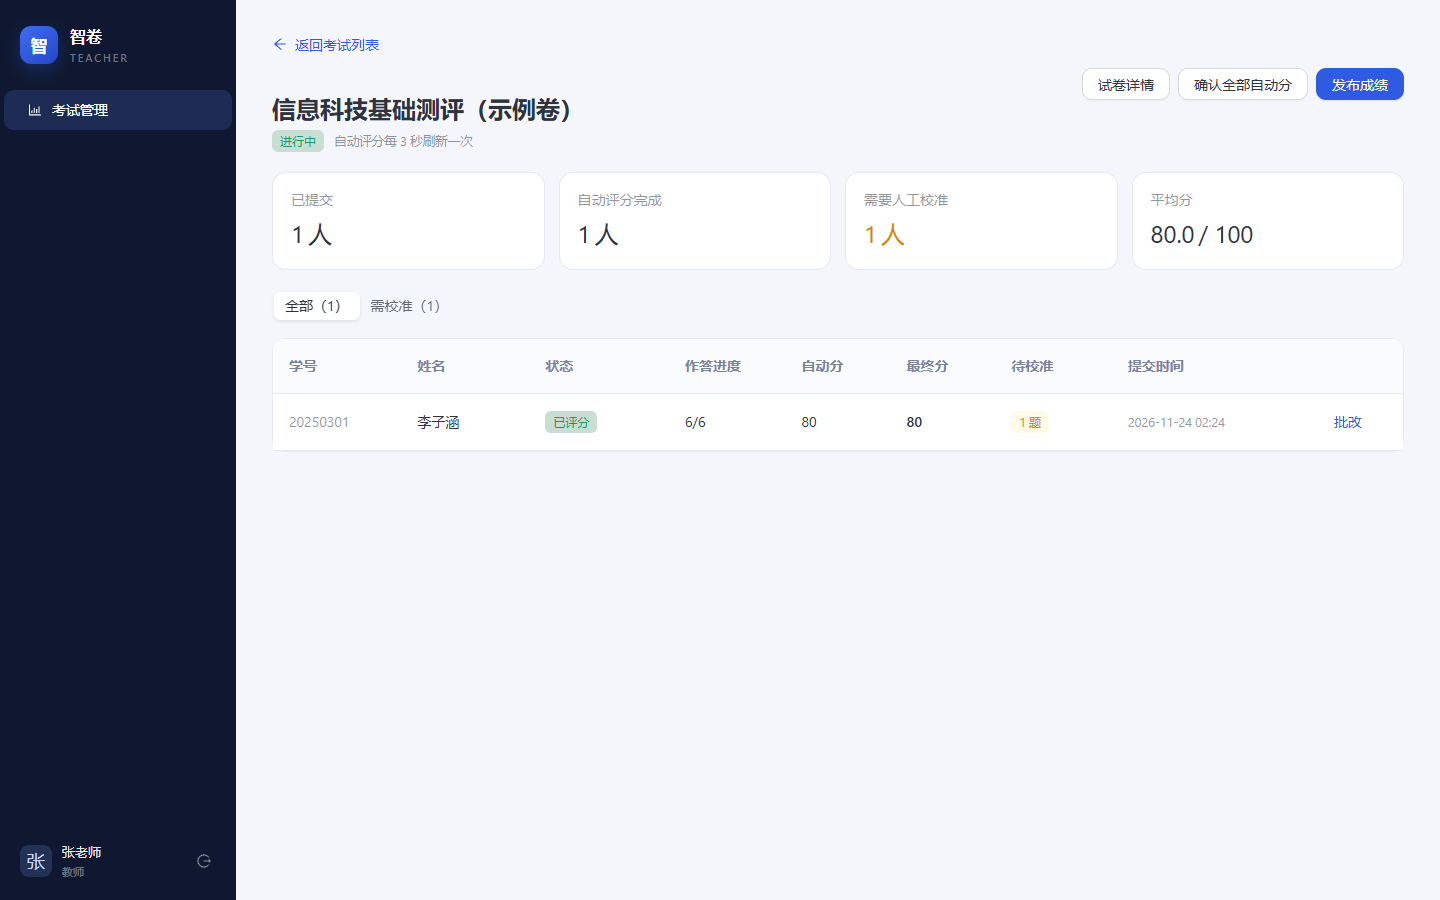 智
智卷
TEACHER
考试管理
张
张老师
教师
返回考试列表
信息科技基础测评（示例卷）
进行中 自动评分每 3 秒刷新一次
试卷详情 确认全部自动分 发布成绩
已提交
1 人
自动评分完成
1 人
需要人工校准
1 人
平均分
80.0 / 100
全部（1） 需校准（1）
学号 姓名 状态 作答进度 自动分 最终分 待校准 提交时间
20250301 李子涵 已评分 6/6 80 80 1 题 2026-11-24 02:24 批改